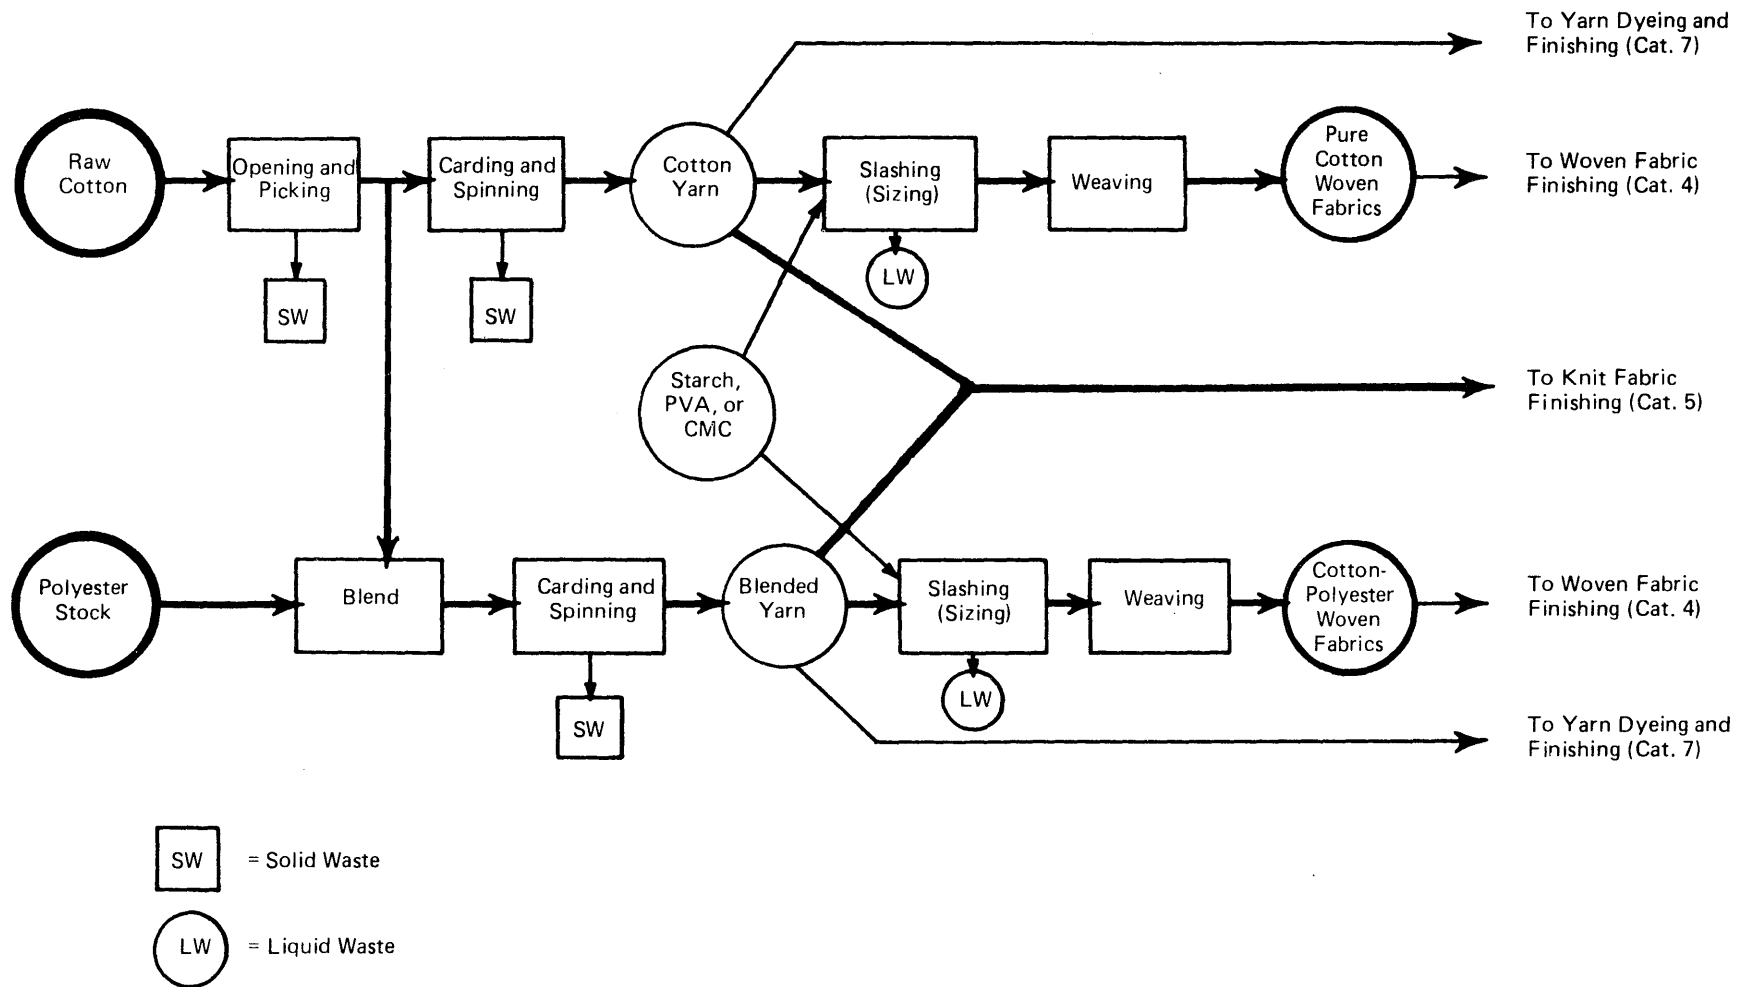 To Yarn Dyeing and
Finishing (Cat. 7)
Raw
Cotton
Opening and
Picking
Carding and
Spinning
Cotton
Yarn
Slashing
(Sizing)
Weaving
Pure
Cotton
Woven
Fabrics
To Woven Fabric
Finishing (Cat. 4)
SW
SW
LW
Starch,
PVA, or
CMC
To Knit Fabric
Finishing (Cat. 5)
Polyester
Stock
Blend
Carding and
Spinning
Blended
Yarn
Slashing
(Sizing)
Weaving
Cotton-
Polyester
Woven
Fabrics
To Woven Fabric
Finishing (Cat. 4)
SW
LW
To Yarn Dyeing and
Finishing (Cat. 7)
SW = Solid Waste
LW = Liquid Waste